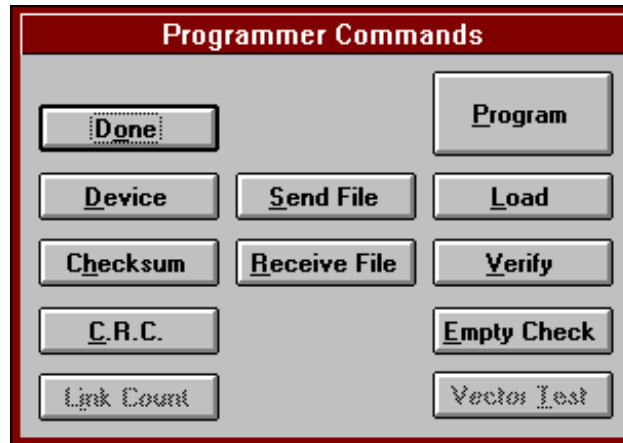 Programmer Commands
Done
Program
Device
Send File
Load
Checksum
Receive File
Verify
C.R.C.
Empty Check
Link Count
Vector Test